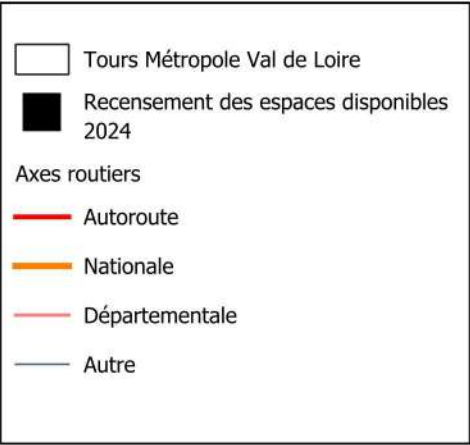 Tours Métropole Val de Loire
Recensement des espaces disponibles
2024
Axes routiers
Autoroute
Nationale
Départementale
Autre